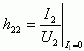 h₂₂ = I₂/U₂ |_{I₁=0}